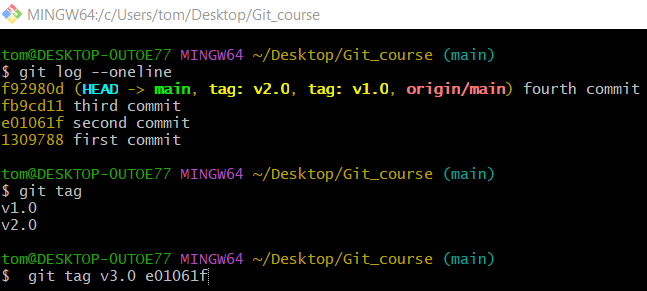 MINGW64:/c/Users/tom/Desktop/Git_course
tom@DESKTOP-OUTOE77 MINGW64 ~/Desktop/Git_course (main)
$ git log --oneline
f92980d (HEAD -> main, tag: v2.0, tag: v1.0, origin/main) fourth commit
fb9cd11 third commit
e01061f second commit
1309788 first commit
tom@DESKTOP-OUTOE77 MINGW64 ~/Desktop/Git_course (main)
$ git tag
v1.0
v2.0
tom@DESKTOP-OUTOE77 MINGW64 ~/Desktop/Git_course (main)
$  git tag v3.0 e01061f